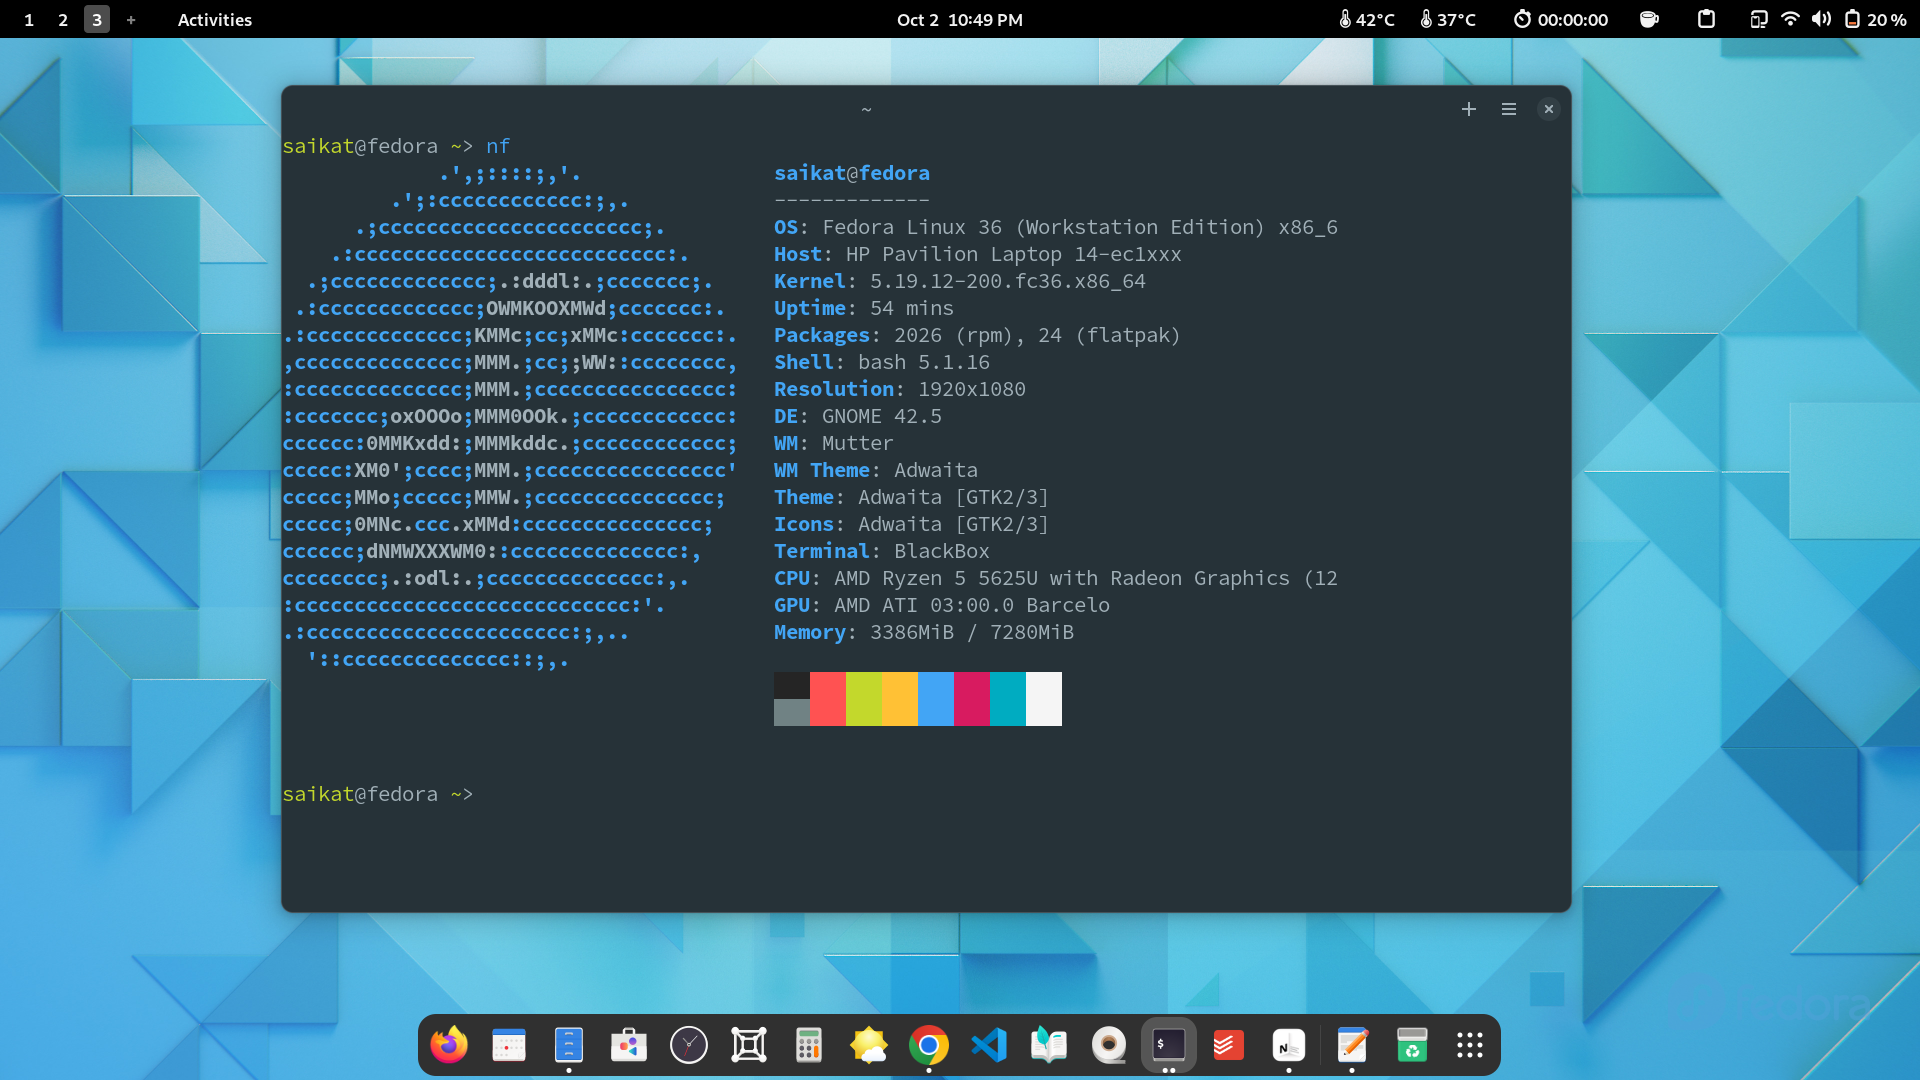 1 2 3 + Activities Oct 2 10:49 PM 42°C 37°C 00:00:00 20 %
~
saikat@fedora ~> nf
.',;::::;,'. saikat@fedora
.';:cccccccccccc:;,. -------------
.;cccccccccccccccccccccc;. OS: Fedora Linux 36 (Workstation Edition) x86_6
.:cccccccccccccccccccccccccc:. Host: HP Pavilion Laptop 14-ec1xxx
.;ccccccccccccc;.:dddl:.;ccccccc;. Kernel: 5.19.12-200.fc36.x86_64
.:ccccccccccccc;OWMKOOXMWd;ccccccc:. Uptime: 54 mins
.:ccccccccccccc;KMMc;cc;xMMc:ccccccc:. Packages: 2026 (rpm), 24 (flatpak)
,cccccccccccccc;MMM.;cc;;WW::cccccccc, Shell: bash 5.1.16
:cccccccccccccc;MMM.;cccccccccccccccc: Resolution: 1920x1080
:ccccccc;oxOOOo;MMM0OOk.;cccccccccccc: DE: GNOME 42.5
cccccc:0MMKxdd:;MMMkddc.;cccccccccccc; WM: Mutter
ccccc:XM0';cccc;MMM.;cccccccccccccccc' WM Theme: Adwaita
ccccc;MMo;ccccc;MMW.;ccccccccccccccc; Theme: Adwaita [GTK2/3]
ccccc;0MNc.ccc.xMMd:ccccccccccccccc; Icons: Adwaita [GTK2/3]
cccccc;dNMWXXXWM0::cccccccccccccc:, Terminal: BlackBox
cccccccc;.:odl:.;cccccccccccccc:,. CPU: AMD Ryzen 5 5625U with Radeon Graphics (12
:cccccccccccccccccccccccccccc:'. GPU: AMD ATI 03:00.0 Barcelo
.:cccccccccccccccccccccc:;,.. Memory: 3386MiB / 7280MiB
'::cccccccccccccc::;,.
saikat@fedora ~>